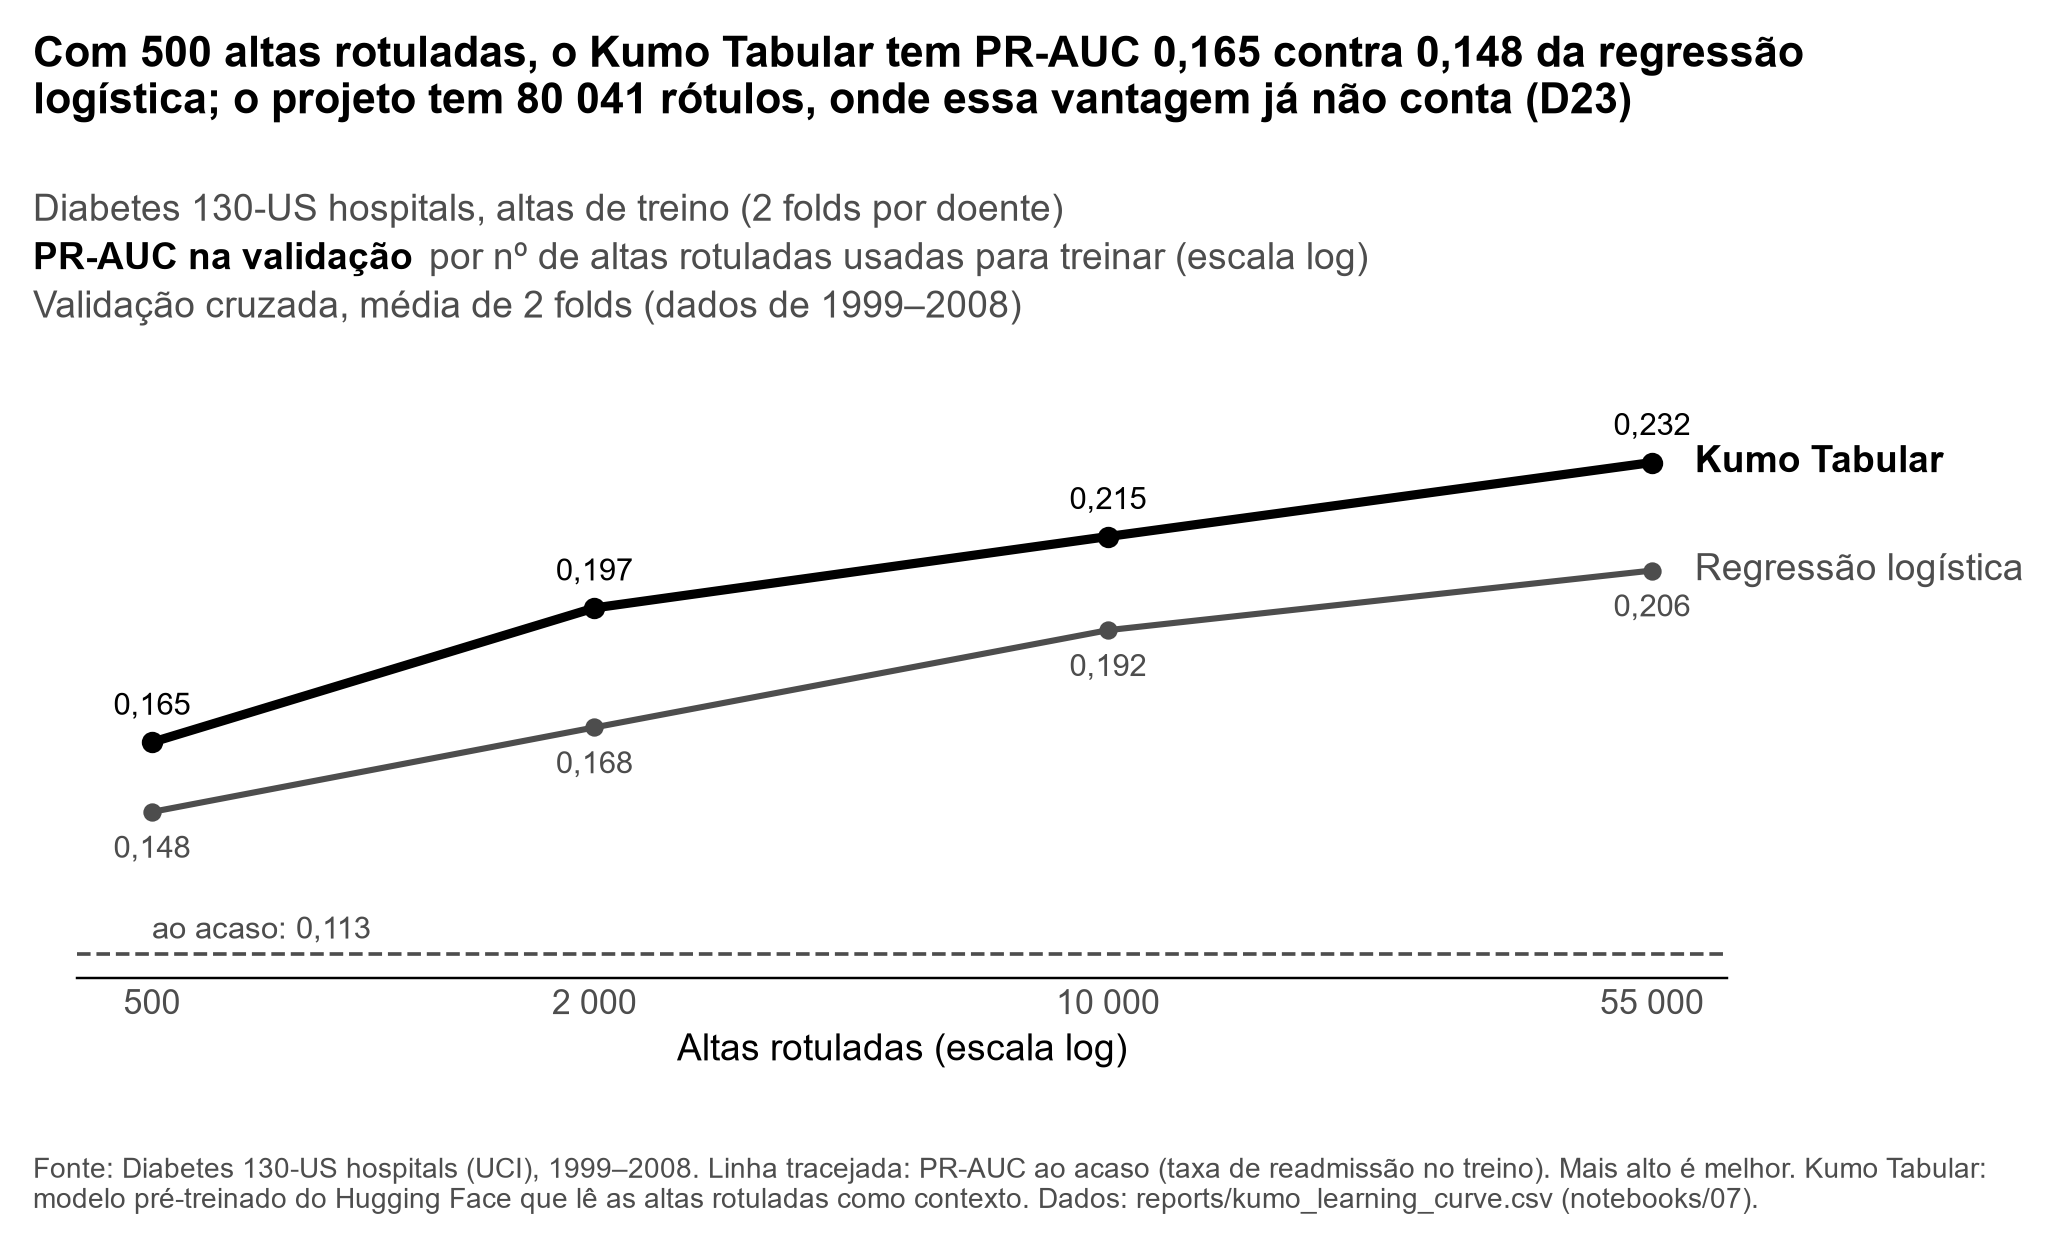 Com 500 altas rotuladas, o Kumo Tabular tem PR-AUC 0,165 contra 0,148 da regressão
logística; o projeto tem 80 041 rótulos, onde essa vantagem já não conta (D23)
Diabetes 130-US hospitals, altas de treino (2 folds por doente)
PR-AUC na validação por nº de altas rotuladas usadas para treinar (escala log)
Validação cruzada, média de 2 folds (dados de 1999–2008)
0,232
Kumo Tabular
0,215
0,197
Regressão logística
0,206
0,192
0,165
0,168
0,148
ao acaso: 0,113
500
2 000
10 000
55 000
Altas rotuladas (escala log)
Fonte: Diabetes 130-US hospitals (UCI), 1999–2008. Linha tracejada: PR-AUC ao acaso (taxa de readmissão no treino). Mais alto é melhor. Kumo Tabular:
modelo pré-treinado do Hugging Face que lê as altas rotuladas como contexto. Dados: reports/kumo_learning_curve.csv (notebooks/07).